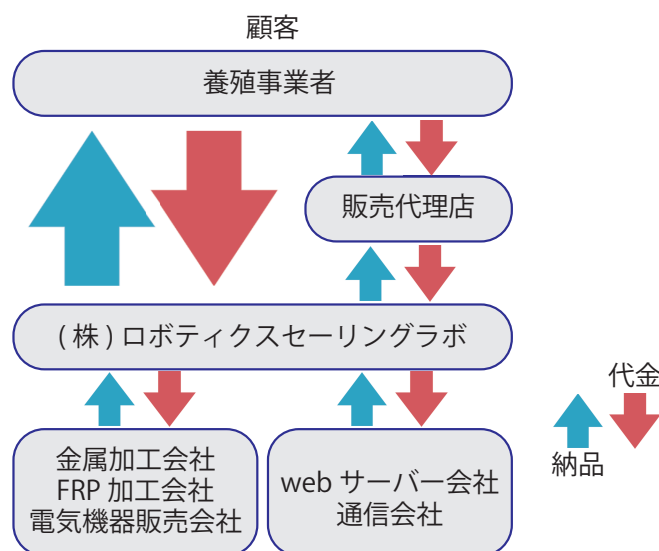 顧客
養殖事業者
販売代理店
(株)ロボティクスセーリングラボ
金属加工会社
FRP 加工会社
電気機器販売会社
web サーバー会社
通信会社
代金
納品